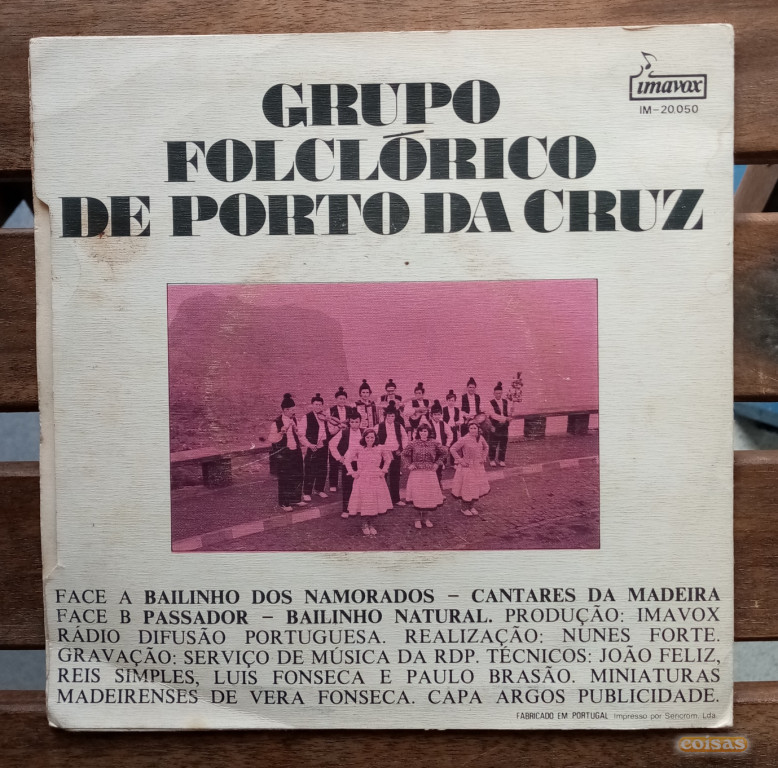 imavox
IM-20.050
GRUPO
FOLCLÓRICO
DE PORTO DA CRUZ
FACE A BAILINHO DOS NAMORADOS – CANTARES DA MADEIRA
FACE B PASSADOR – BAILINHO NATURAL. PRODUÇÃO: IMAVOX
RÁDIO DIFUSÃO PORTUGUESA. REALIZAÇÃO: NUNES FORTE.
GRAVAÇÃO: SERVIÇO DE MÚSICA DA RDP. TÉCNICOS: JOÃO FELIZ,
REIS SIMPLES, LUIS FONSECA E PAULO BRASÃO. MINIATURAS
MADEIRENSES DE VERA FONSECA. CAPA ARGOS PUBLICIDADE.
FABRICADO EM PORTUGAL Impresso por Sencrom. Lda.
coisas